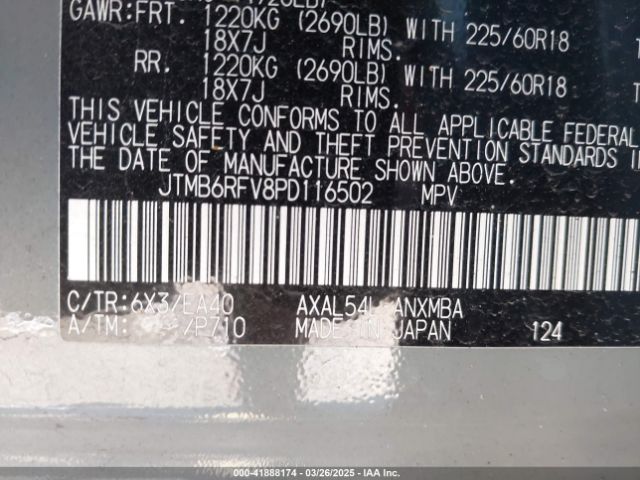 GAWR:FRT. 1220KG (2690LB) WITH 225/60R18
18X7J RIMS.
RR. 1220KG (2690LB) WITH 225/60R18
18X7J RIMS.
THIS VEHICLE CONFORMS TO ALL APPLICABLE FEDERAL
VEHICLE SAFETY AND THEFT PREVENTION STANDARDS
THE DATE OF MANUFACTURE SHOWN ABOVE.
JTMB6RFV8PD116502 MPV
C/TR:6X3/EA40 AXAL54L ANXMBA
A/TM: /P710 MADE IN JAPAN 124
000-41888174 | 03/26/2025 | Copart, Inc.